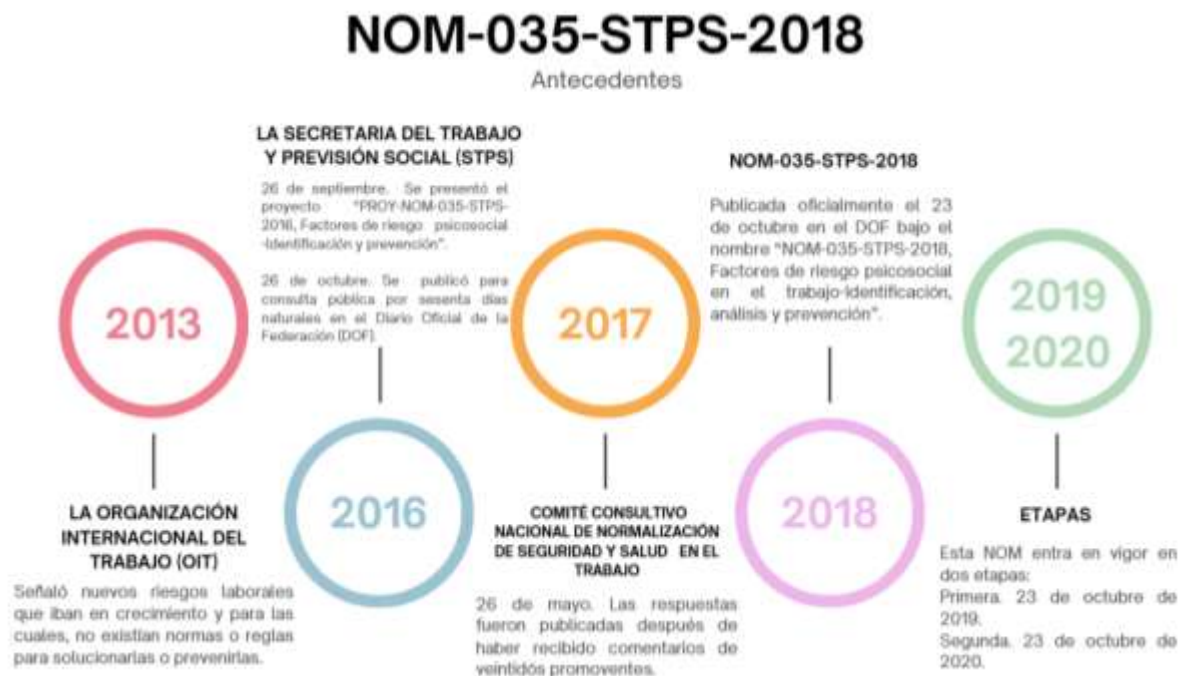 NOM-035-STPS-2018
Antecedentes
2013
LA ORGANIZACIÓN
INTERNACIONAL DEL
TRABAJO (OIT)
Señaló nuevos riesgos laborales
que iban en crecimiento y para las
cuales, no existían normas o reglas
para solucionarlas o prevenirlas.
LA SECRETARIA DEL TRABAJO
Y PREVISIÓN SOCIAL (STPS)
26 de septiembre. Se presentó el
proyecto "PROY-NOM-035-STPS-
2016, Factores de riesgo psicosocial
-Identificación y prevención".
26 de octubre. Se publicó para
consulta pública por sesenta días
naturales en el Diario Oficial de la
Federación (DOF).
2016
2017
COMITÉ CONSULTIVO
NACIONAL DE NORMALIZACIÓN
DE SEGURIDAD Y SALUD EN EL
TRABAJO
26 de mayo. Las respuestas
fueron publicadas después de
haber recibido comentarios de
veintidós promoventes.
NOM-035-STPS-2018
Publicada oficialmente el 23
de octubre en el DOF bajo el
nombre "NOM-035-STPS-2018,
Factores de riesgo psicosocial
en el trabajo-identificación,
análisis y prevención".
2018
2019
2020
ETAPAS
Esta NOM entra en vigor en
dos etapas:
Primera. 23 de octubre de
2019.
Segunda. 23 de octubre de
2020.